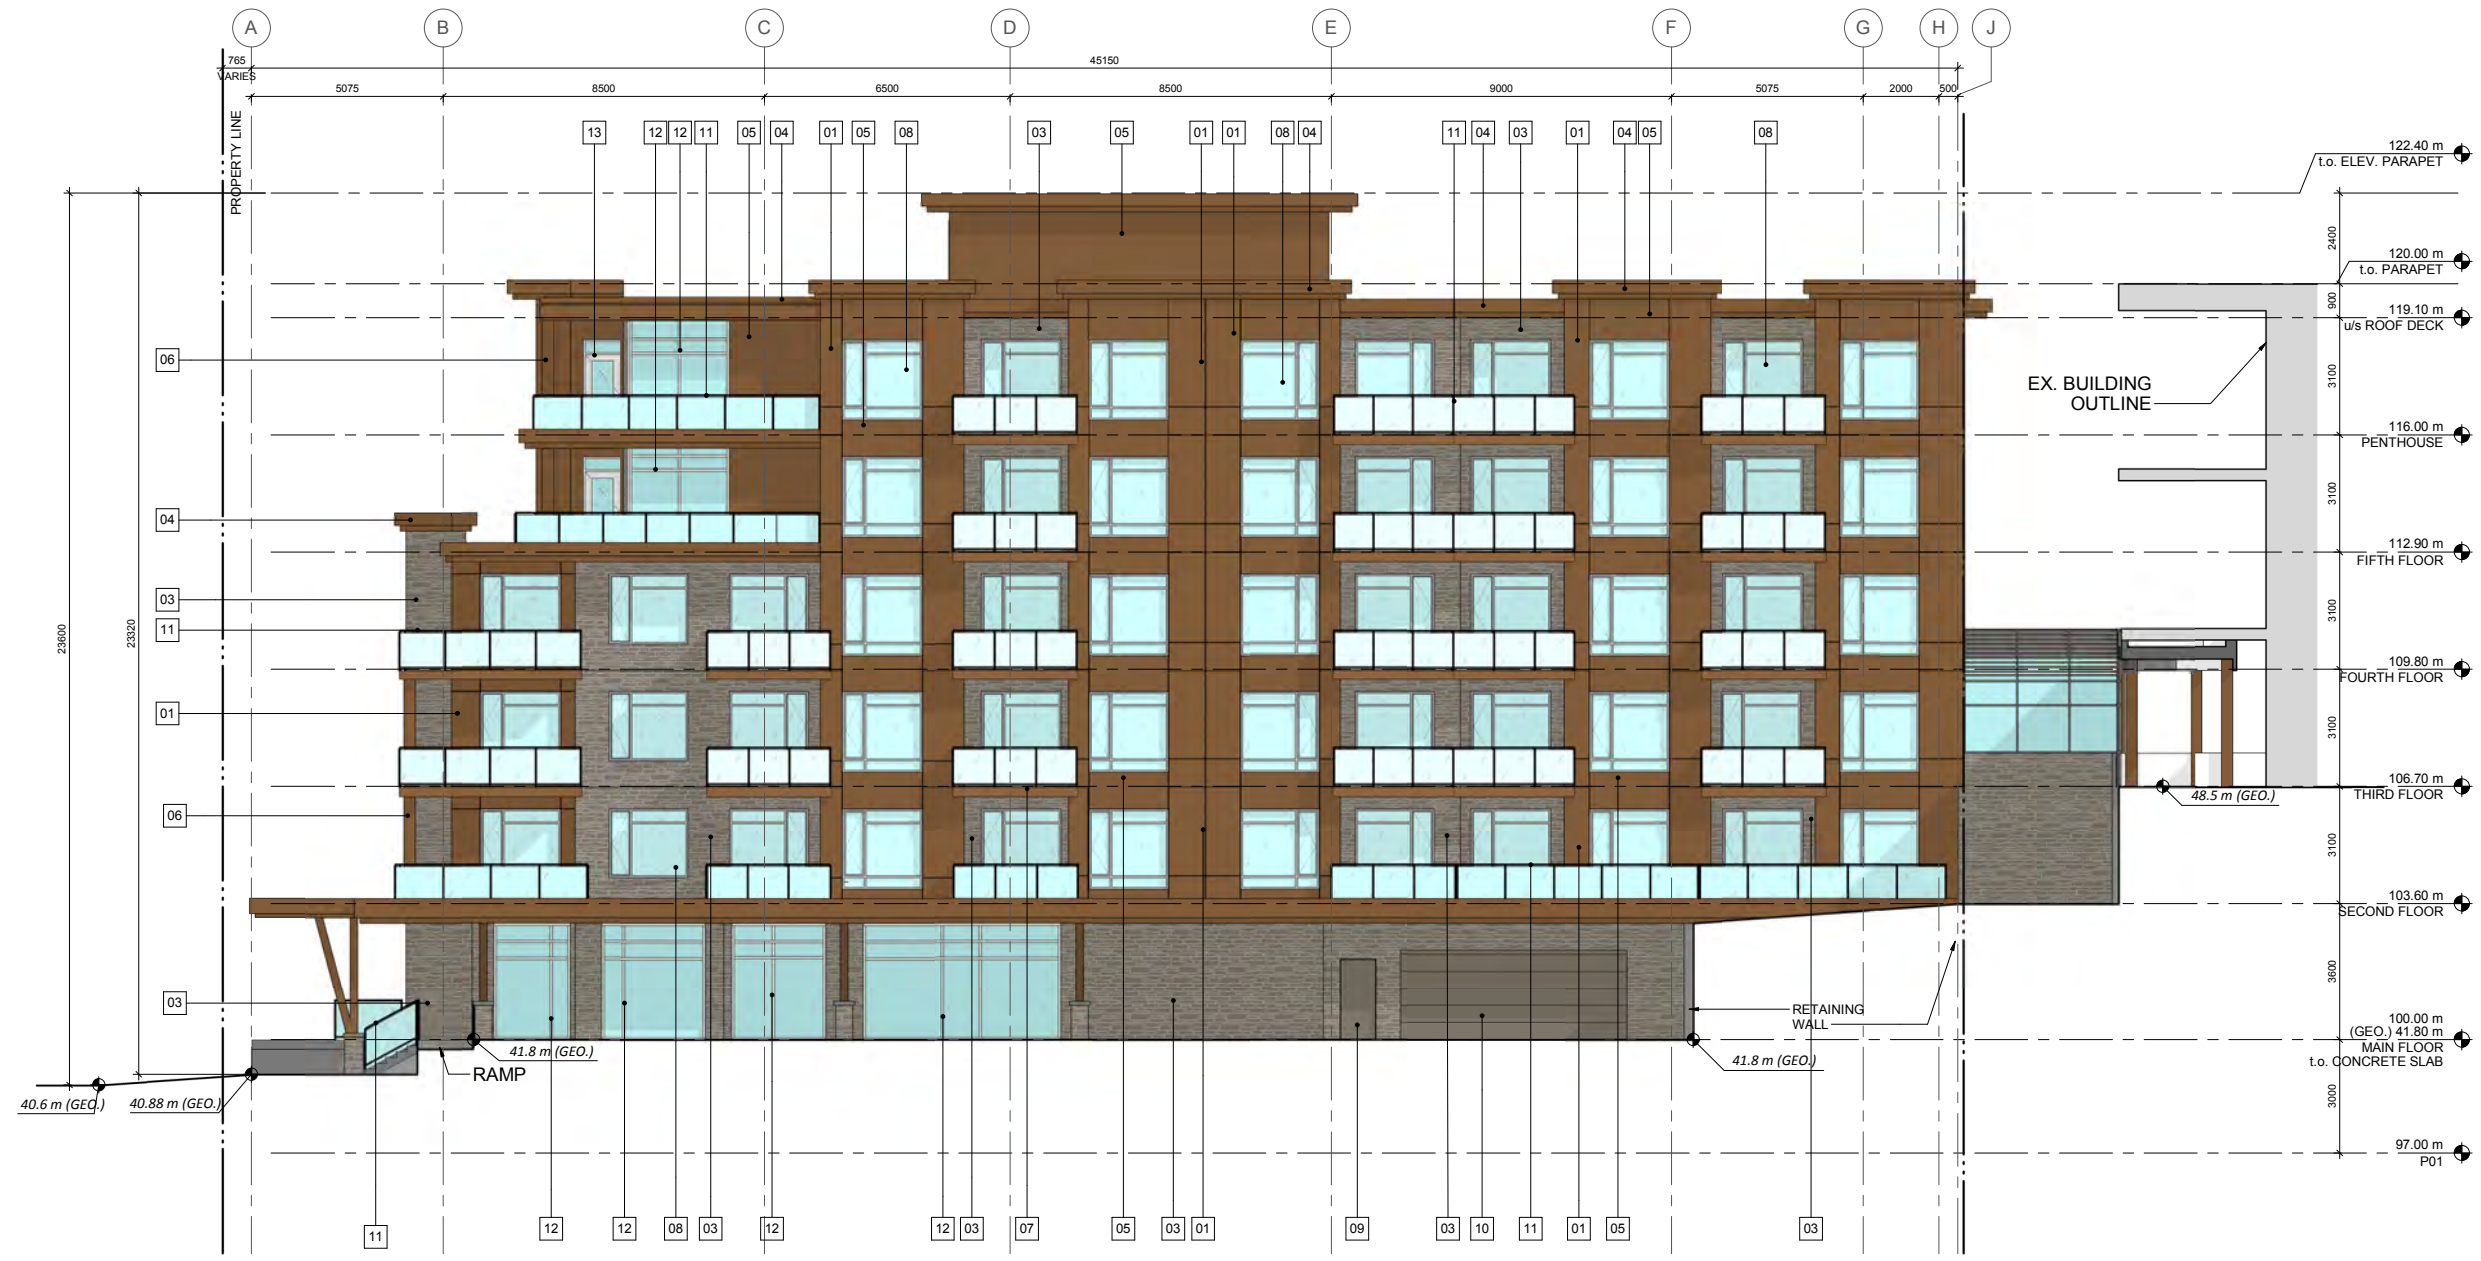 A B C D E F G H J
765
VARIES
45150
5075 8500 6500 8500 9000 5075 2000 500
PROPERTY LINE
13 12 12 11 05 04 01 05 08 03 05 01 01 08 04 11 04 03 01 04 05 08
122.40 m
t.o. ELEV. PARAPET
2400
120.00 m
t.o. PARAPET
900
119.10 m
u/s ROOF DECK
06
3100
EX. BUILDING
OUTLINE
116.00 m
PENTHOUSE
3100
04
112.90 m
FIFTH FLOOR
03
3100
11
23600
23320
109.80 m
FOURTH FLOOR
01
3100
106.70 m
THIRD FLOOR
48.5 m (GEO.)
06
3100
103.60 m
SECOND FLOOR
3600
03
RETAINING
WALL
100.00 m
(GEO.) 41.80 m
MAIN FLOOR
t.o. CONCRETE SLAB
41.8 m (GEO.)
41.8 m (GEO.)
RAMP
40.6 m (GEO.)
40.88 m (GEO.)
3000
97.00 m
P01
11 12 12 08 03 12 12 03 07 05 03 01 09 03 10 11 01 05 03